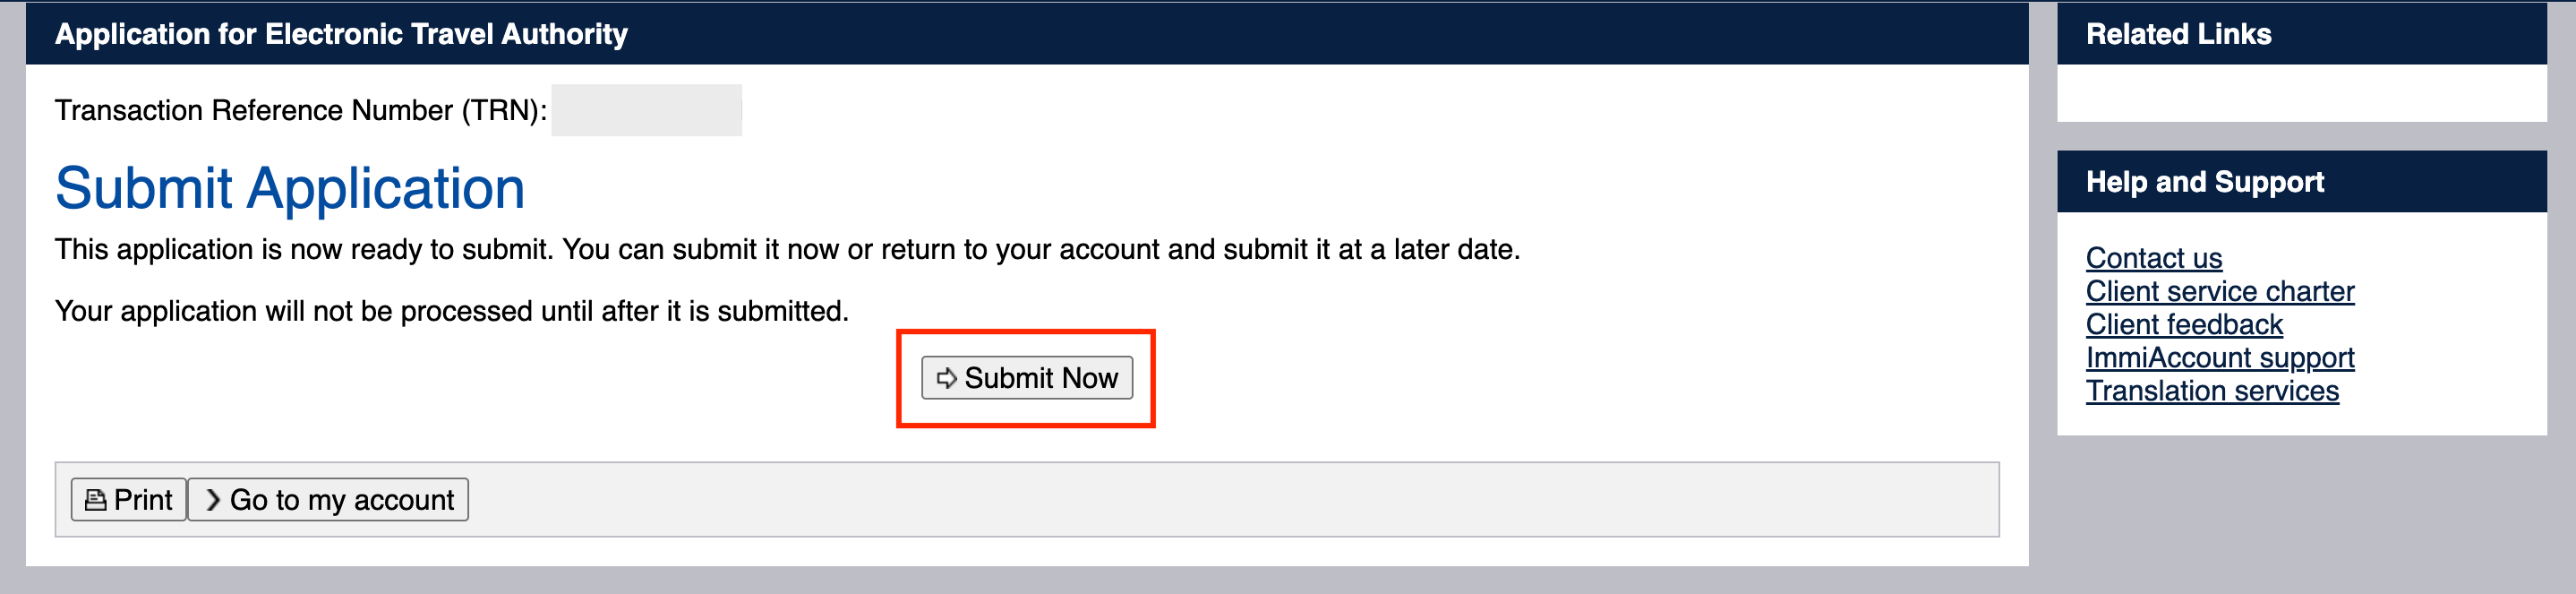 Application for Electronic Travel Authority
Transaction Reference Number (TRN):
Submit Application
This application is now ready to submit. You can submit it now or return to your account and submit it at a later date.
Your application will not be processed until after it is submitted.
Submit Now
Print
Go to my account
Related Links
Help and Support
Contact us
Client service charter
Client feedback
ImmiAccount support
Translation services